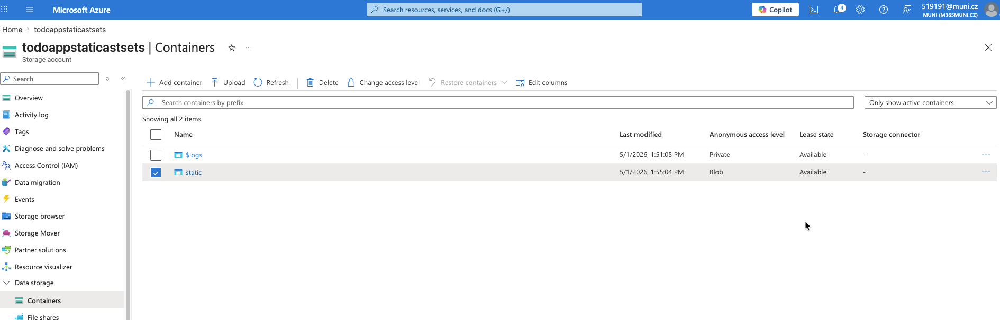 Microsoft Azure
Search resources, services, and docs (G+/)
Copilot
4
519191@muni.cz
MUNI (M365MUNI.CZ)
Home > todoappstaticastsets
todoappstaticastsets | Containers
Storage account
Search
Add container Upload Refresh Delete Change access level Restore containers Edit columns
Search containers by prefix
Only show active containers
Showing all 2 items
Name Last modified Anonymous access level Lease state Storage connector
$logs 5/1/2026, 1:51:05 PM Private Available -
static 5/1/2026, 1:55:04 PM Blob Available -
Overview
Activity log
Tags
Diagnose and solve problems
Access Control (IAM)
Data migration
Events
Storage browser
Storage Mover
Partner solutions
Resource visualizer
Data storage
Containers
File shares